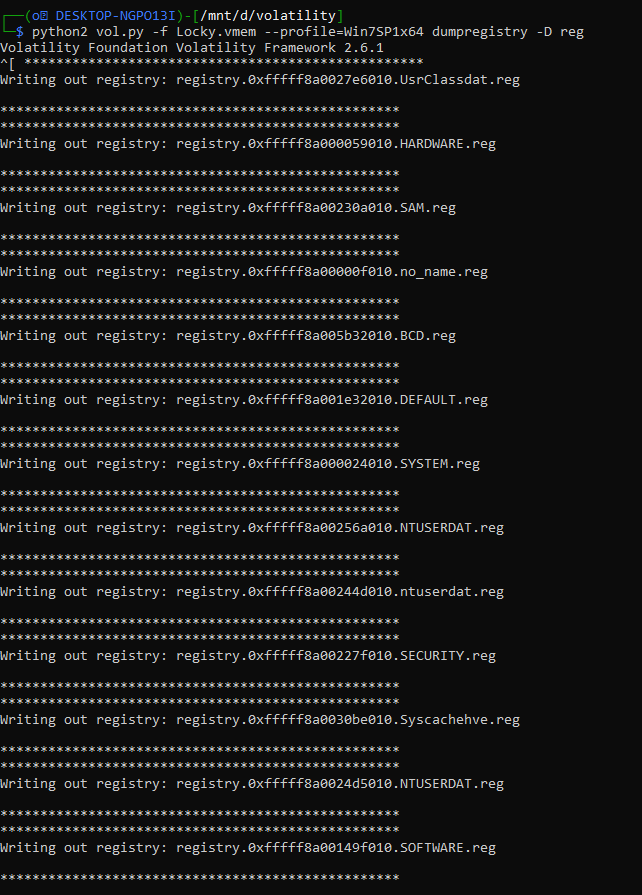 ┌──(o㉿ DESKTOP-NGPO13I)-[/mnt/d/volatility]
└─$ python2 vol.py -f Locky.vmem --profile=Win7SP1x64 dumpregistry -D reg
Volatility Foundation Volatility Framework 2.6.1
^[ **************************************************
Writing out registry: registry.0xfffff8a0027e6010.UsrClassdat.reg
**************************************************
**************************************************
Writing out registry: registry.0xfffff8a000059010.HARDWARE.reg
**************************************************
**************************************************
Writing out registry: registry.0xfffff8a00230a010.SAM.reg
**************************************************
**************************************************
Writing out registry: registry.0xfffff8a00000f010.no_name.reg
**************************************************
**************************************************
Writing out registry: registry.0xfffff8a005b32010.BCD.reg
**************************************************
**************************************************
Writing out registry: registry.0xfffff8a001e32010.DEFAULT.reg
**************************************************
**************************************************
Writing out registry: registry.0xfffff8a000024010.SYSTEM.reg
**************************************************
**************************************************
Writing out registry: registry.0xfffff8a00256a010.NTUSERDAT.reg
**************************************************
**************************************************
Writing out registry: registry.0xfffff8a00244d010.ntuserdat.reg
**************************************************
**************************************************
Writing out registry: registry.0xfffff8a00227f010.SECURITY.reg
**************************************************
**************************************************
Writing out registry: registry.0xfffff8a0030be010.Syscachehve.reg
**************************************************
**************************************************
Writing out registry: registry.0xfffff8a0024d5010.NTUSERDAT.reg
**************************************************
**************************************************
Writing out registry: registry.0xfffff8a00149f010.SOFTWARE.reg
**************************************************